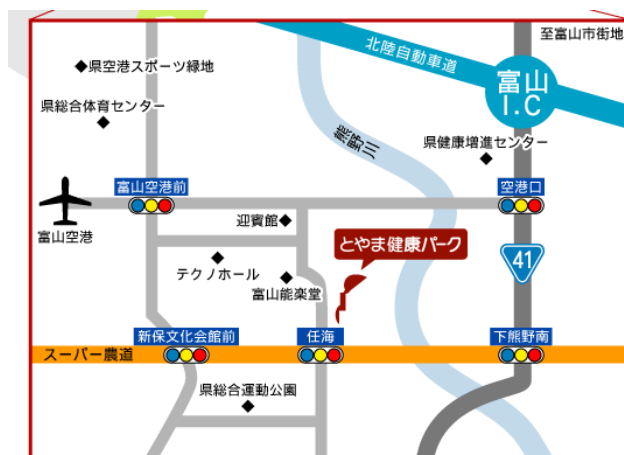 至富山市街地
北陸自動車道
富山
I.C
県空港スポーツ緑地
県総合体育センター
熊野川
県健康増進センター
富山空港前
空港口
富山空港
迎賓館
とやま健康パーク
テクノホール
富山能楽堂
41
新保文化会館前
任海
下熊野南
スーパー農道
県総合運動公園